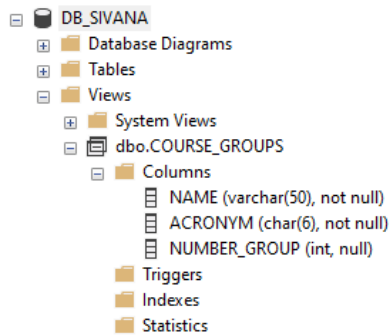 DB_SIVANA
Database Diagrams
Tables
Views
System Views
dbo.COURSE_GROUPS
Columns
NAME (varchar(50), not null)
ACRONYM (char(6), not null)
NUMBER_GROUP (int, null)
Triggers
Indexes
Statistics